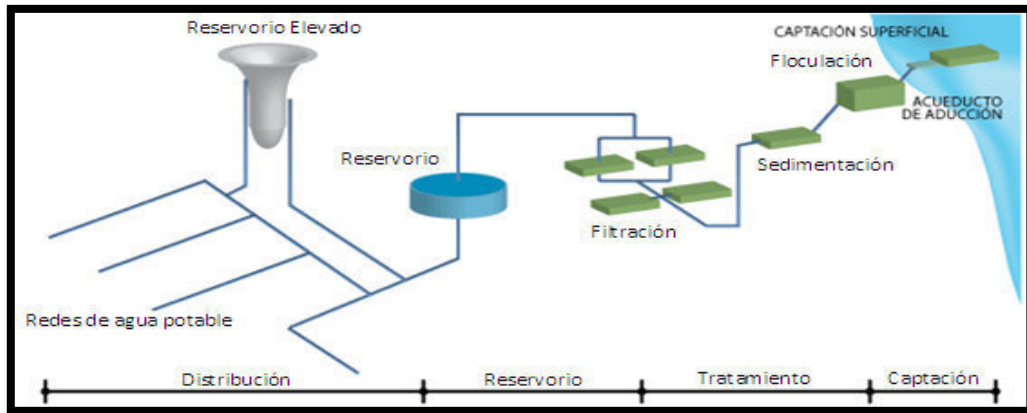 Reservorio Elevado
CAPTACIÓN SUPERFICIAL
Floculación
ACUEDUCTO
DE ADUCCIÓN
Reservorio
Sedimentación
Filtración
Redes de agua potable
Distribución
Reservorio
Tratamiento
Captación